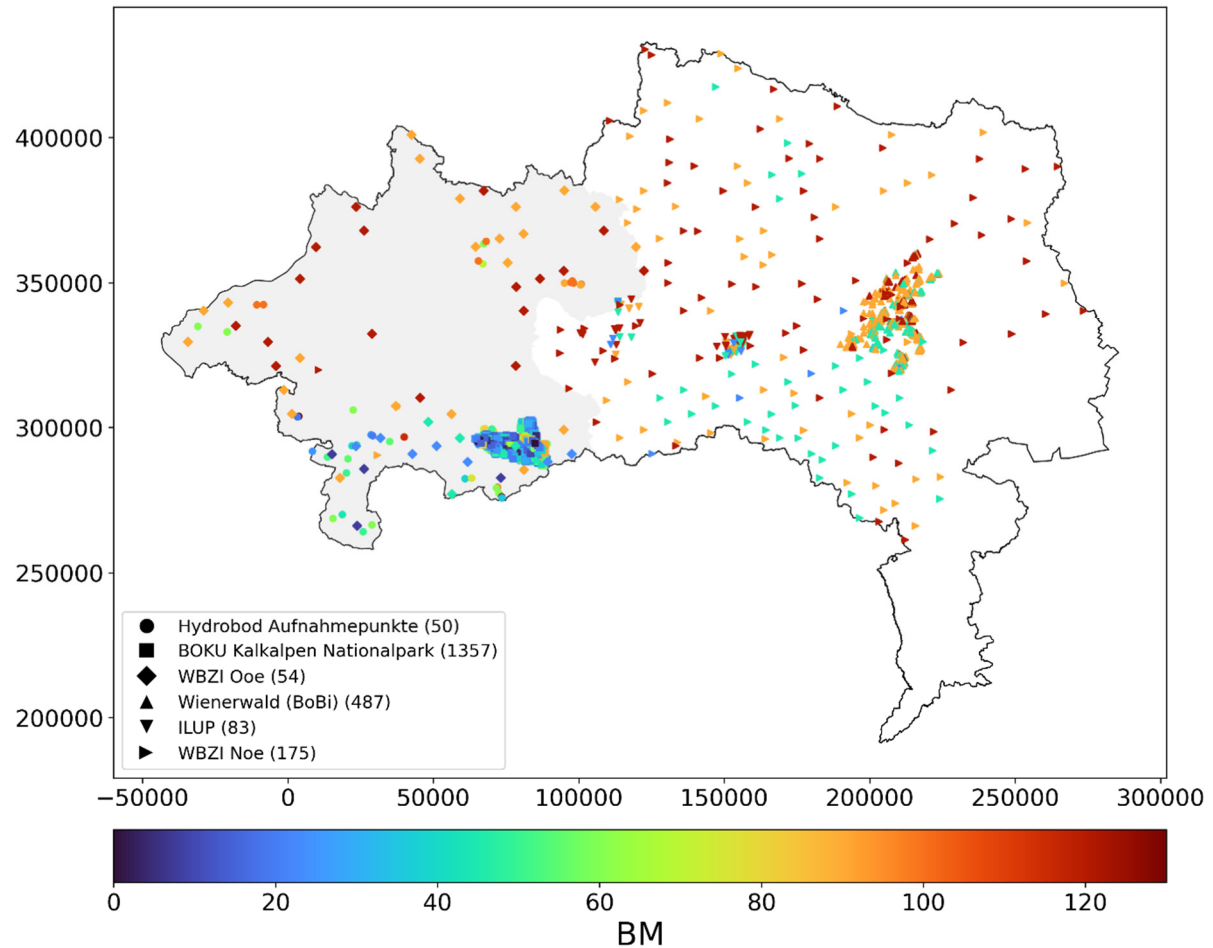 400000
350000
300000
250000
200000
Hydrobod Aufnahmepunkte (50)
BOKU Kalkalpen Nationalpark (1357)
WBZI Ooe (54)
Wienerwald (BoBi) (487)
ILUP (83)
WBZI Noe (175)
−50000 0 50000 100000 150000 200000 250000 300000
0 20 40 60 80 100 120
BM